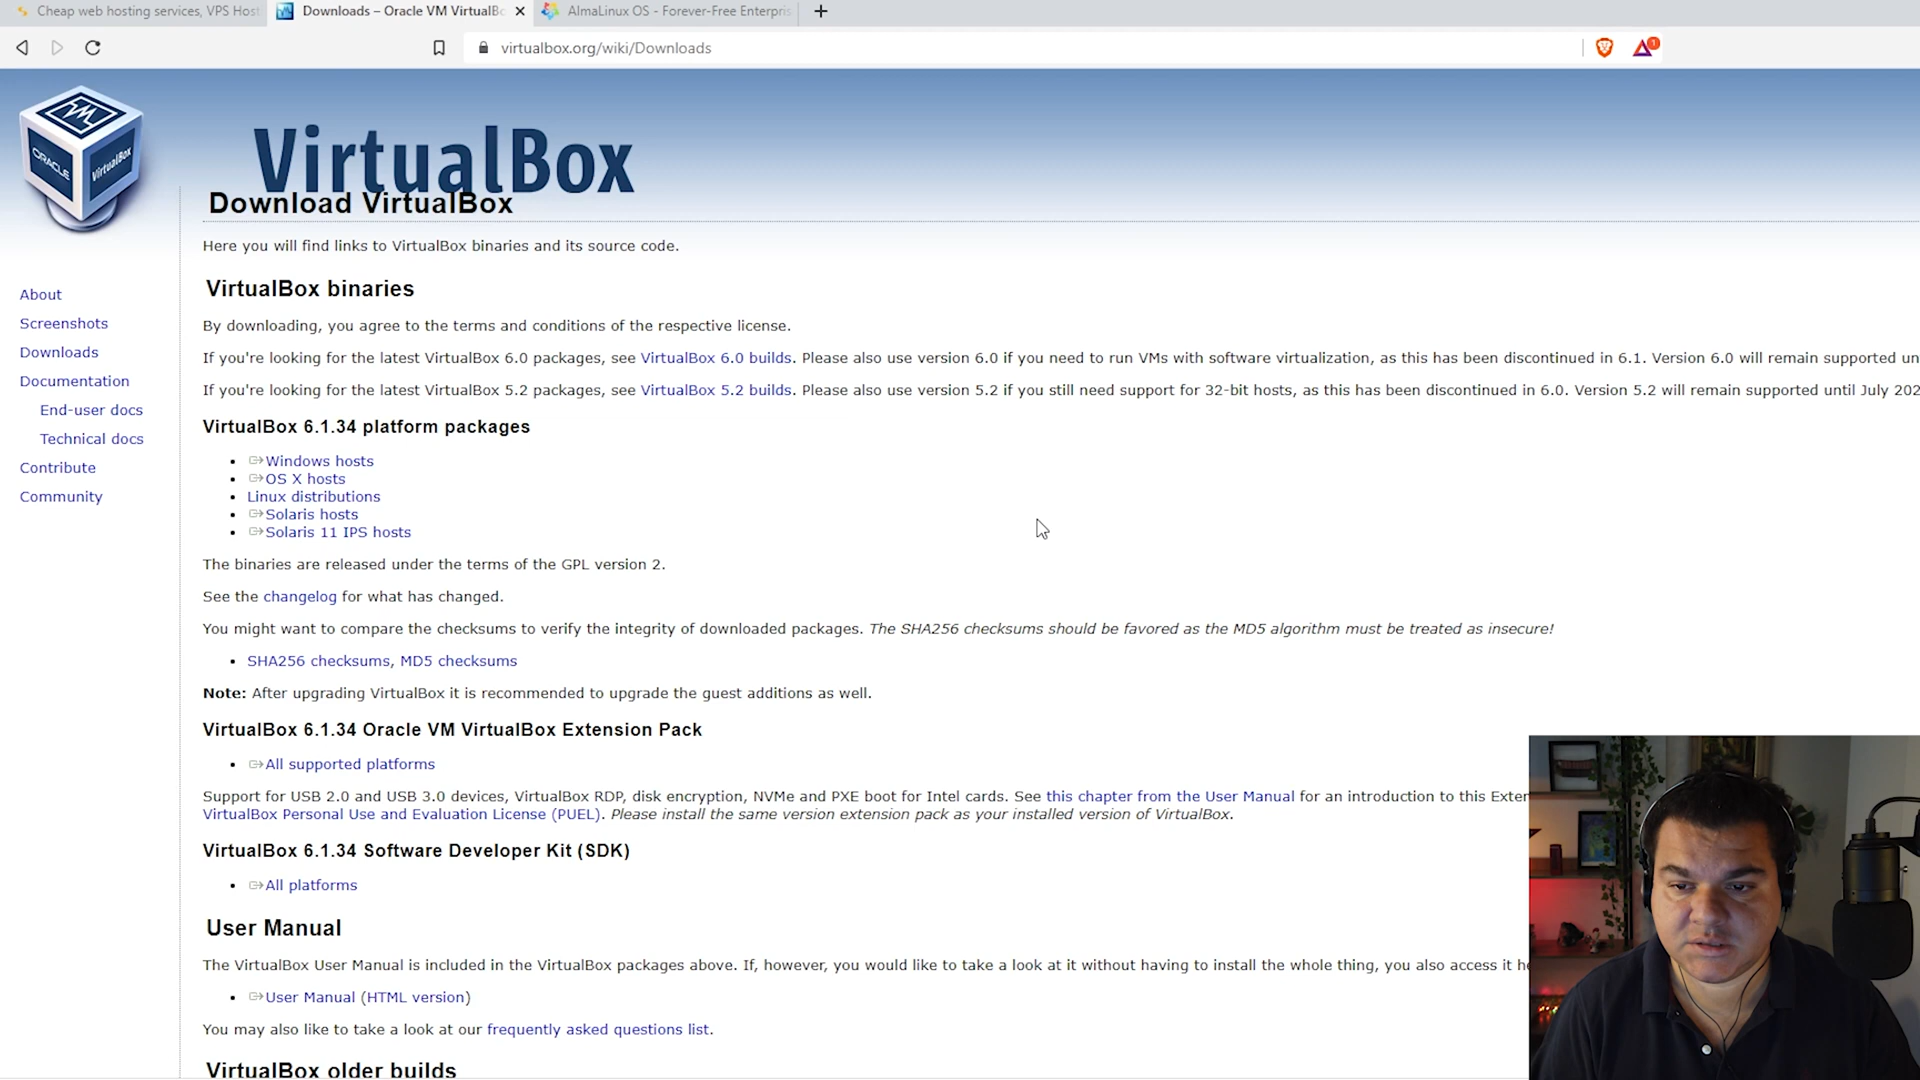 Cheap web hosting services, VPS Host
Downloads – Oracle VM VirtualBo
AlmaLinux OS - Forever-Free Enterpris
virtualbox.org/wiki/Downloads
1
ORACLE
VirtualBox
VirtualBox
Download VirtualBox
Here you will find links to VirtualBox binaries and its source code.
About
Screenshots
Downloads
Documentation
End-user docs
Technical docs
Contribute
Community
VirtualBox binaries
By downloading, you agree to the terms and conditions of the respective license.
If you're looking for the latest VirtualBox 6.0 packages, see VirtualBox 6.0 builds. Please also use version 6.0 if you need to run VMs with software virtualization, as this has been discontinued in 6.1. Version 6.0 will remain supported un
If you're looking for the latest VirtualBox 5.2 packages, see VirtualBox 5.2 builds. Please also use version 5.2 if you still need support for 32-bit hosts, as this has been discontinued in 6.0. Version 5.2 will remain supported until July 202
VirtualBox 6.1.34 platform packages
Windows hosts
OS X hosts
Linux distributions
Solaris hosts
Solaris 11 IPS hosts
The binaries are released under the terms of the GPL version 2.
See the changelog for what has changed.
You might want to compare the checksums to verify the integrity of downloaded packages. The SHA256 checksums should be favored as the MD5 algorithm must be treated as insecure!
SHA256 checksums, MD5 checksums
Note: After upgrading VirtualBox it is recommended to upgrade the guest additions as well.
VirtualBox 6.1.34 Oracle VM VirtualBox Extension Pack
All supported platforms
Support for USB 2.0 and USB 3.0 devices, VirtualBox RDP, disk encryption, NVMe and PXE boot for Intel cards. See this chapter from the User Manual for an introduction to this Exter
VirtualBox Personal Use and Evaluation License (PUEL). Please install the same version extension pack as your installed version of VirtualBox.
VirtualBox 6.1.34 Software Developer Kit (SDK)
All platforms
User Manual
The VirtualBox User Manual is included in the VirtualBox packages above. If, however, you would like to take a look at it without having to install the whole thing, you also access it he
User Manual (HTML version)
You may also like to take a look at our frequently asked questions list.
VirtualBox older builds